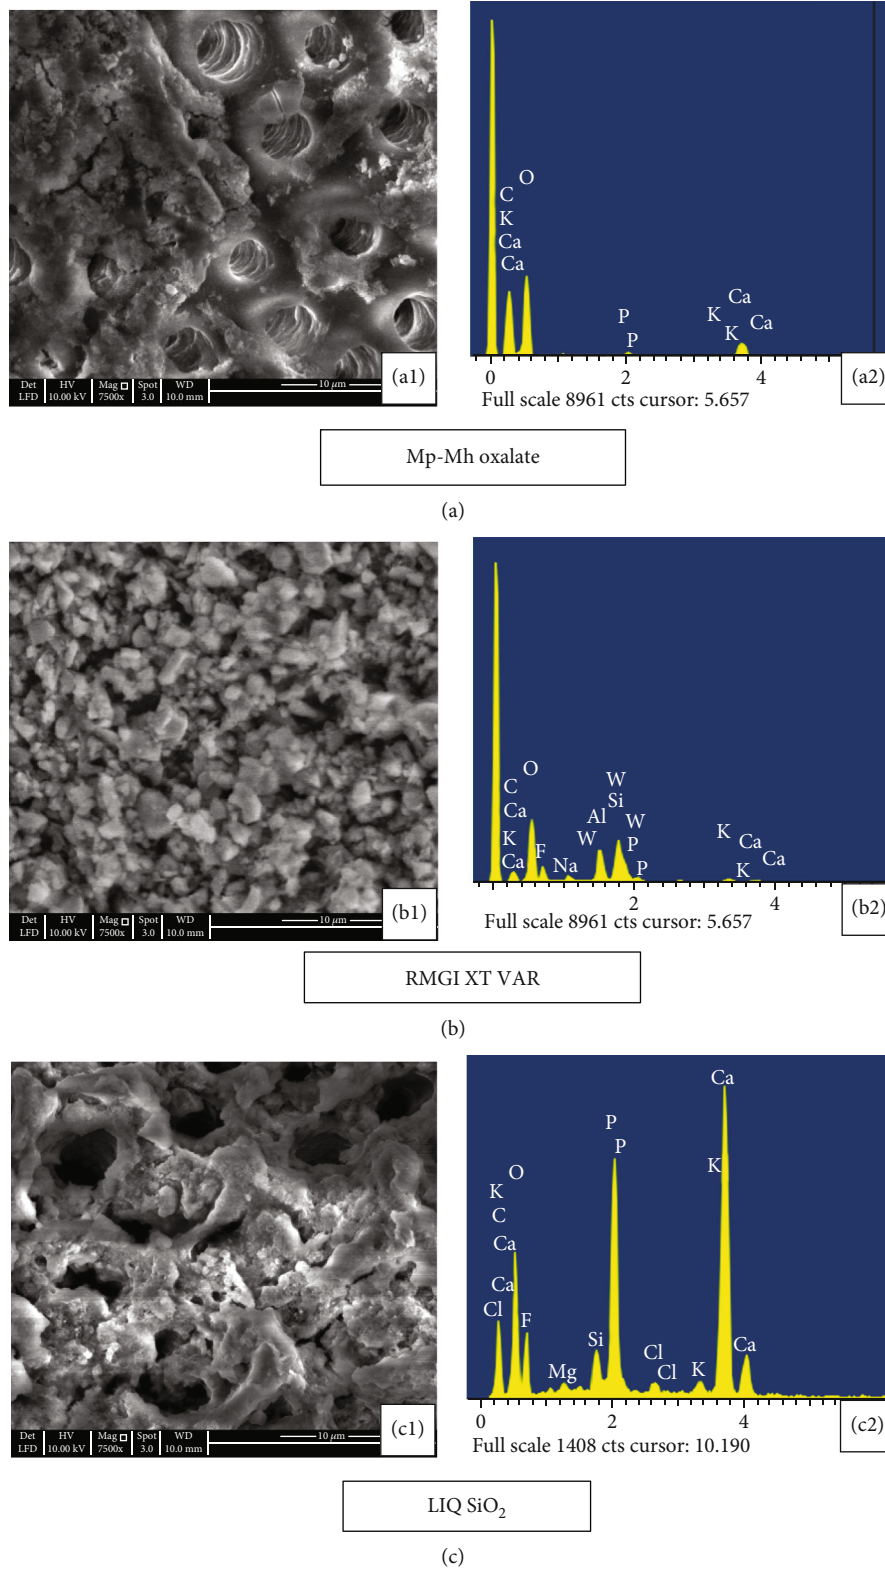 Det HV Mag Spot WD
LFD 10.00 kV 7500x 3.0 10.0 mm
10 μm
(a1)
O
C
K
Ca
Ca
P
P
Ca
K
Ca
K
0 2 4
Full scale 8961 cts cursor: 5.657
(a2)
Mp-Mh oxalate
(a)
Det HV Mag Spot WD
LFD 10.00 kV 7500x 3.0 10.0 mm
10 μm
(b1)
O
C
Ca
K
Ca
F
Na
W
Al
W
Si
W
P
P
K
Ca
Ca
K
2 4
Full scale 8961 cts cursor: 5.657
(b2)
RMGI XT VAR
(b)
Det HV Mag Spot WD
LFD 10.00 kV 7500x 3.0 10.0 mm
10 μm
(c1)
Ca
P
P
K
O
K
C
Ca
Ca
Cl
F
Mg
Si
Cl
Cl
K
Ca
0 2 4
Full scale 1408 cts cursor: 10.190
(c2)
LIQ SiO₂
(c)